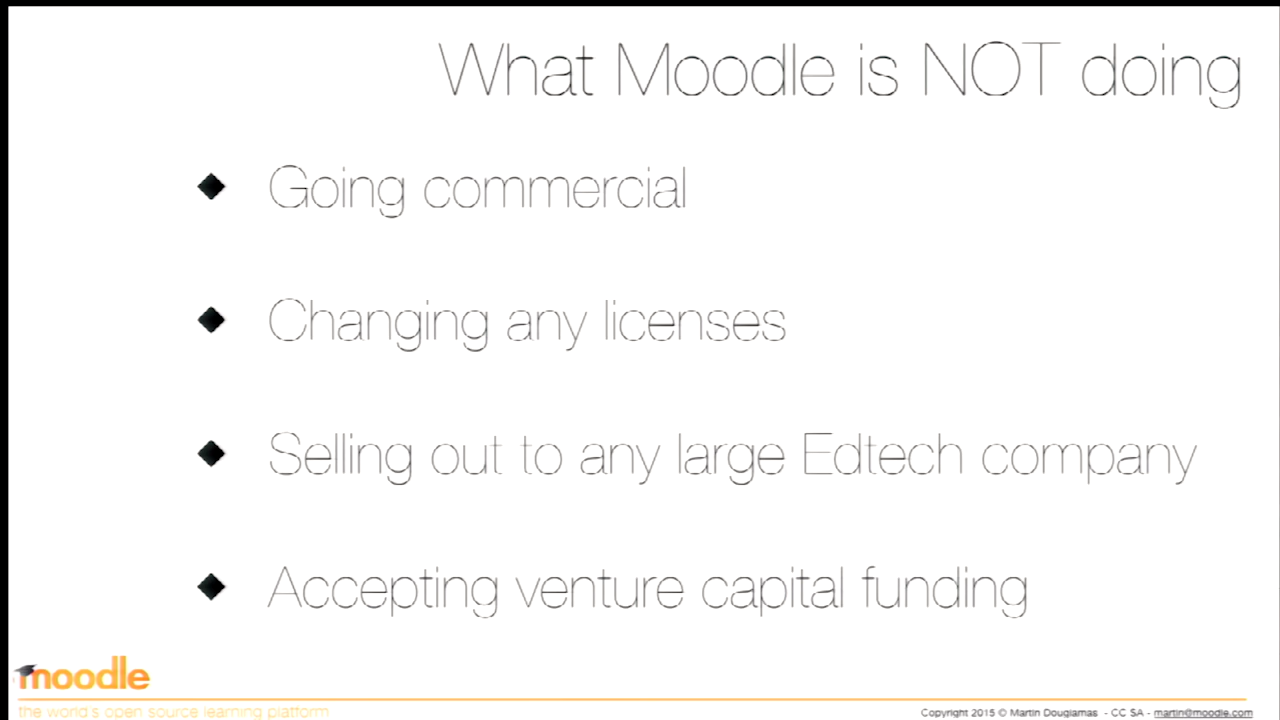 What Moodle is NOT doing
Going commercial
Changing any licenses
Selling out to any large Edtech company
Accepting venture capital funding
moodle
the world's open source learning platform
Copyright 2015 © Martin Dougiamas - CC SA - martin@moodle.com